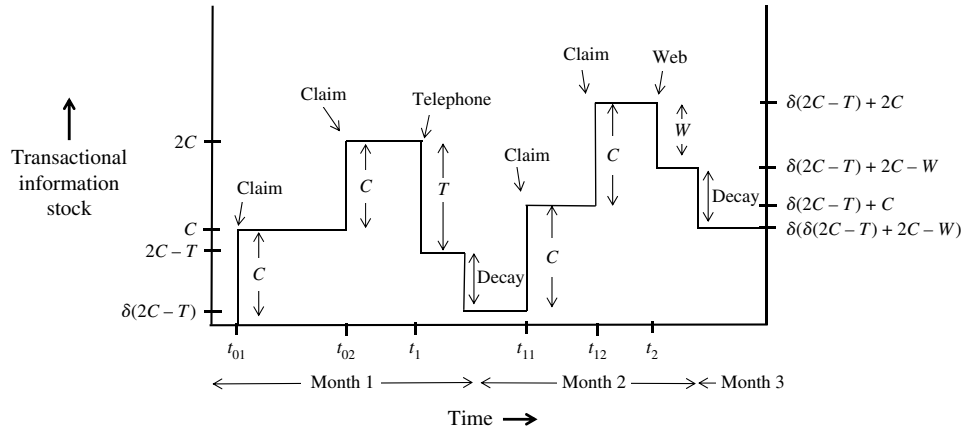 Transactional
information
stock
2C
C
2C – T
δ(2C – T)
Claim
Claim
Telephone
Claim
Claim
Web
C
C
T
Decay
C
C
W
Decay
δ(2C – T) + 2C
δ(2C – T) + 2C – W
δ(2C – T) + C
δ(δ(2C – T) + 2C – W)
t01
t02
t1
t11
t12
t2
Month 1
Month 2
Month 3
Time